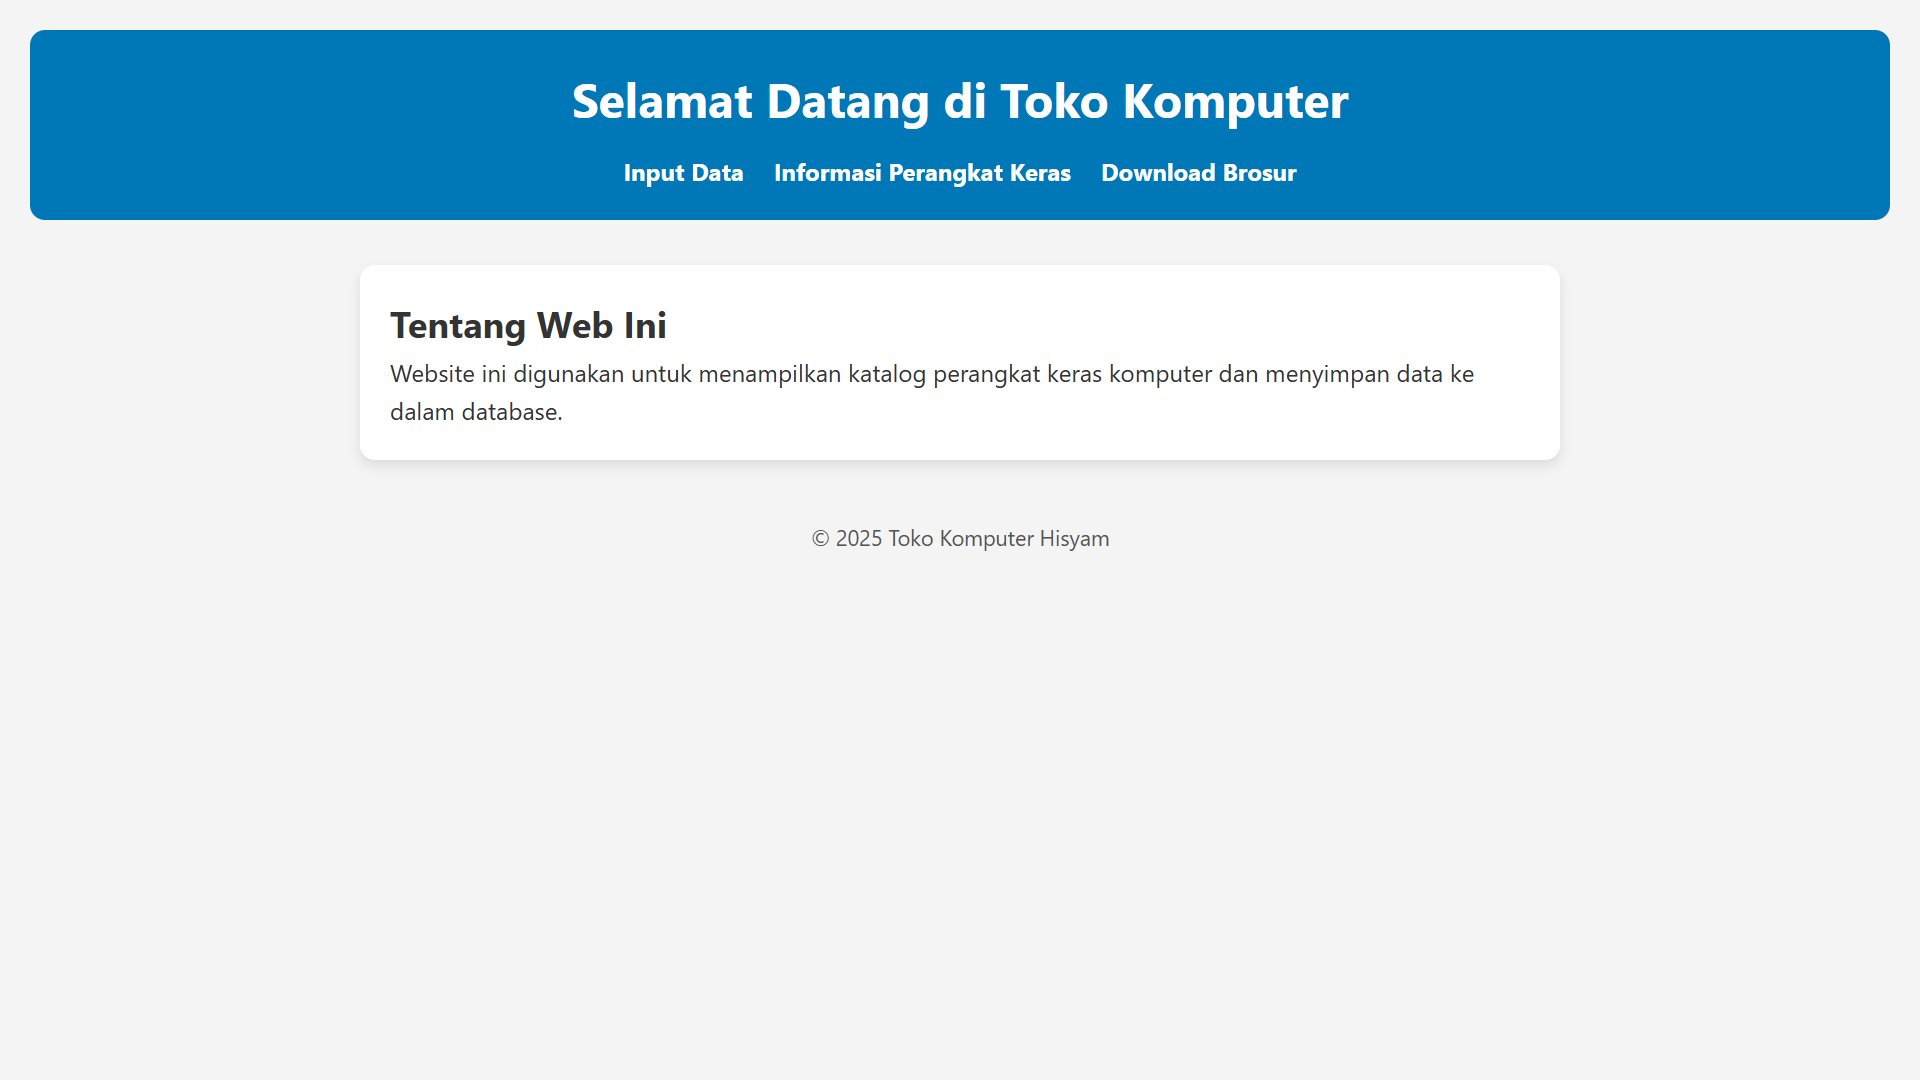 Selamat Datang di Toko Komputer
Input Data Informasi Perangkat Keras Download Brosur
Tentang Web Ini
Website ini digunakan untuk menampilkan katalog perangkat keras komputer dan menyimpan data ke
dalam database.
© 2025 Toko Komputer Hisyam